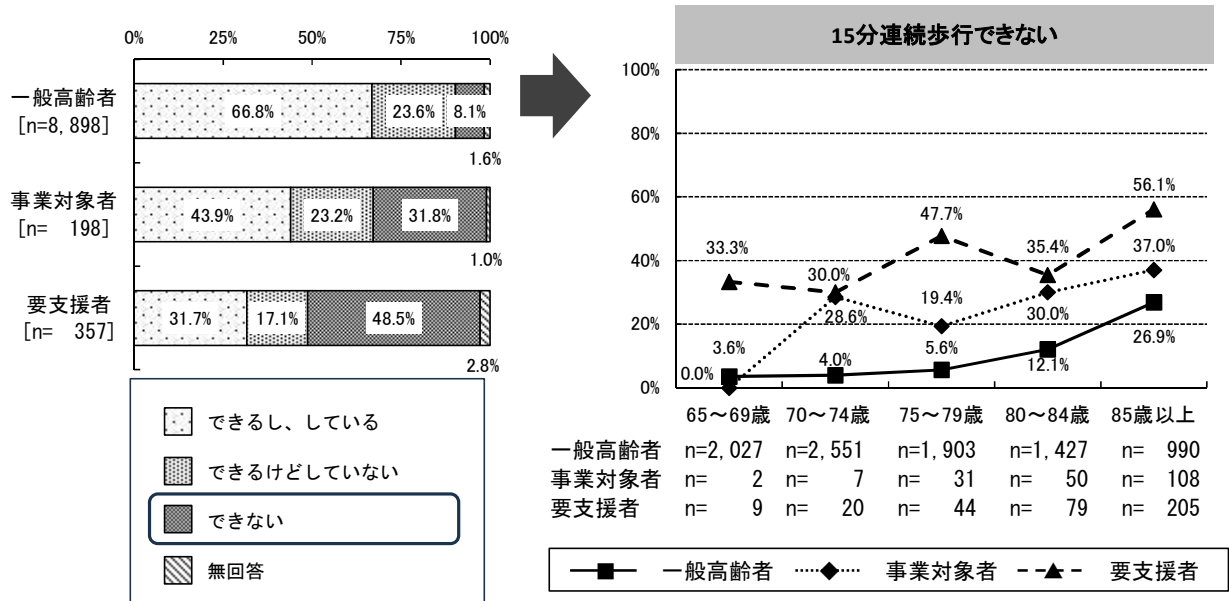 0% 25% 50% 75% 100%
一般高齢者
[n=8,898]
66.8% 23.6% 8.1%
1.6%
事業対象者
[n= 198]
43.9% 23.2% 31.8%
1.0%
要支援者
[n= 357]
31.7% 17.1% 48.5%
2.8%
できるし、している
できるけどしていない
できない
無回答
15分連続歩行できない
100%
80%
60%
40%
20%
0%
33.3% 30.0% 47.7% 35.4% 56.1%
0.0% 28.6% 19.4% 30.0% 37.0%
3.6% 4.0% 5.6% 12.1% 26.9%
65～69歳 70～74歳 75～79歳 80～84歳 85歳以上
一般高齢者 n=2,027 n=2,551 n=1,903 n=1,427 n= 990
事業対象者 n= 2 n= 7 n= 31 n= 50 n= 108
要支援者 n= 9 n= 20 n= 44 n= 79 n= 205
一般高齢者 事業対象者 要支援者